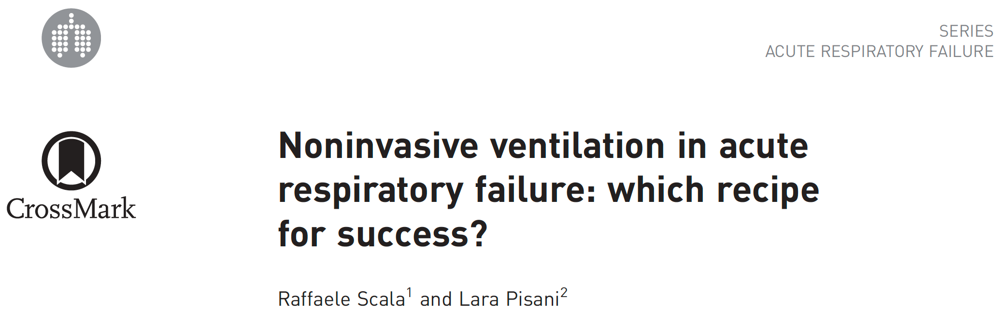 SERIES
ACUTE RESPIRATORY FAILURE
CrossMark
Noninvasive ventilation in acute
respiratory failure: which recipe
for success?
Raffaele Scala1 and Lara Pisani2